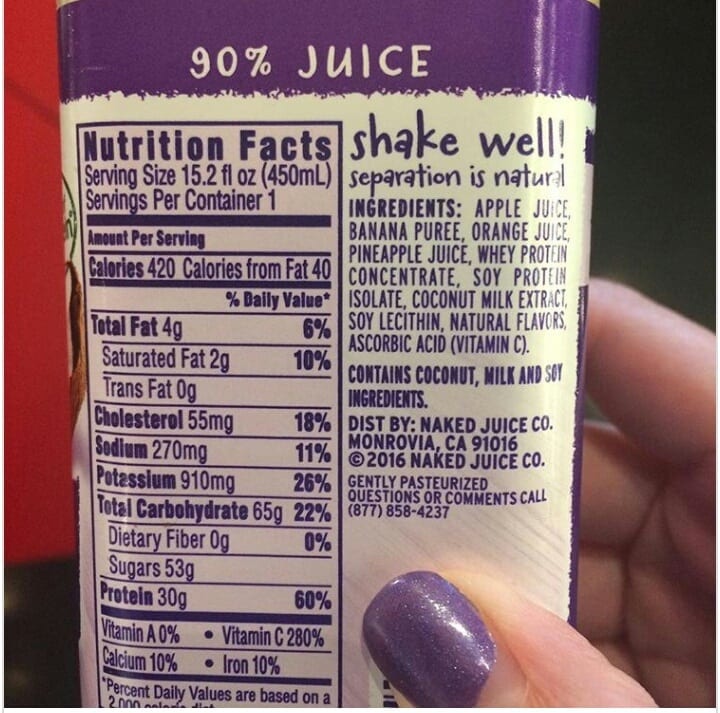 90% JUICE
Nutrition Facts
Serving Size 15.2 fl oz (450mL)
Servings Per Container 1
Amount Per Serving
Calories 420 Calories from Fat 40
% Daily Value*
Total Fat 4g 6%
Saturated Fat 2g 10%
Trans Fat 0g
Cholesterol 55mg 18%
Sodium 270mg 11%
Potassium 910mg 26%
Total Carbohydrate 65g 22%
Dietary Fiber 0g 0%
Sugars 53g
Protein 30g 60%
Vitamin A 0% • Vitamin C 280%
Calcium 10% • Iron 10%
*Percent Daily Values are based on a
2,000 calorie diet
shake well!
separation is natural
INGREDIENTS: APPLE JUICE,
BANANA PUREE, ORANGE JUICE,
PINEAPPLE JUICE, WHEY PROTEIN
CONCENTRATE, SOY PROTEIN
ISOLATE, COCONUT MILK EXTRACT,
SOY LECITHIN, NATURAL FLAVORS,
ASCORBIC ACID (VITAMIN C).
CONTAINS COCONUT, MILK AND SOY
INGREDIENTS.
DIST BY: NAKED JUICE CO.
MONROVIA, CA 91016
©2016 NAKED JUICE CO.
GENTLY PASTEURIZED
QUESTIONS OR COMMENTS CALL
(877) 858-4237